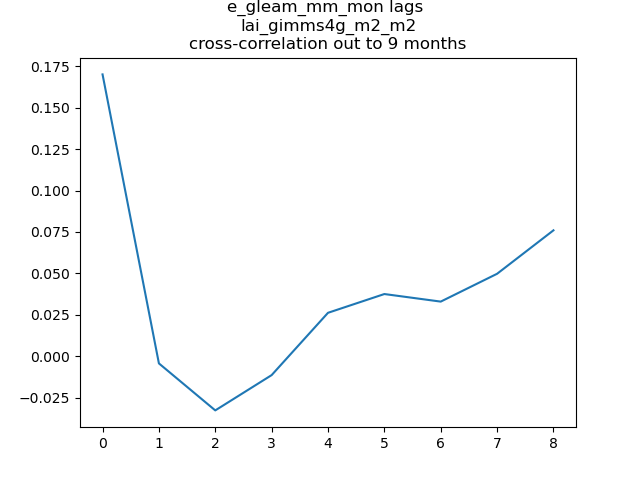 e_gleam_mm_mon lags
lai_gimms4g_m2_m2
cross-correlation out to 9 months
0.175
0.150
0.125
0.100
0.075
0.050
0.025
0.000
−0.025
0 1 2 3 4 5 6 7 8